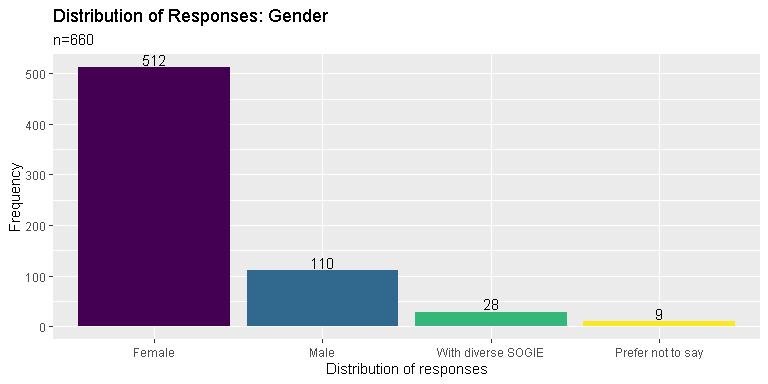 Distribution of Responses: Gender
n=660
Frequency
500
400
300
200
100
0
512
110
28
9
Female
Male
With diverse SOGIE
Prefer not to say
Distribution of responses